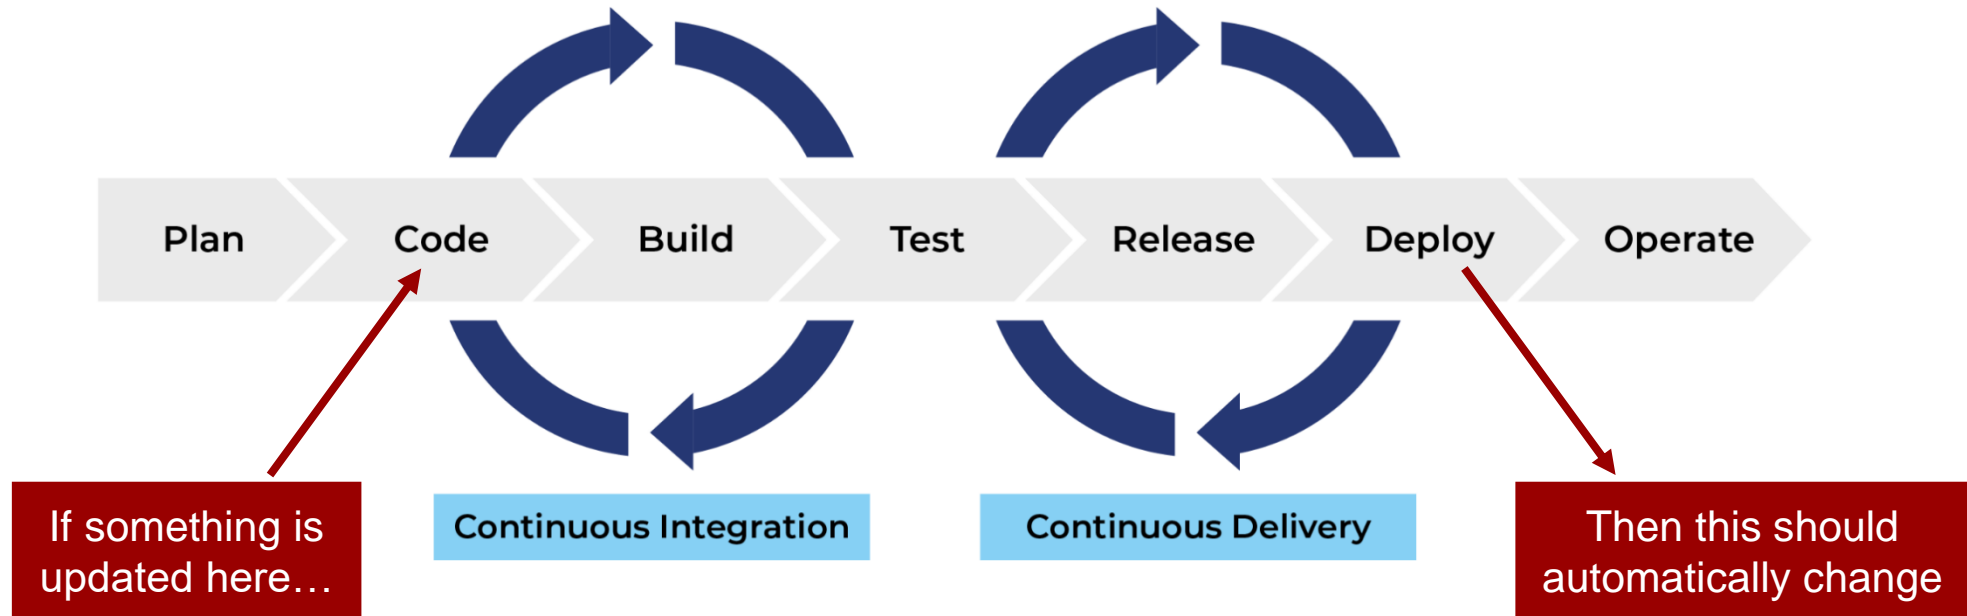 Plan
Code
Build
Test
Release
Deploy
Operate
If something is
updated here…
Continuous Integration
Continuous Delivery
Then this should
automatically change